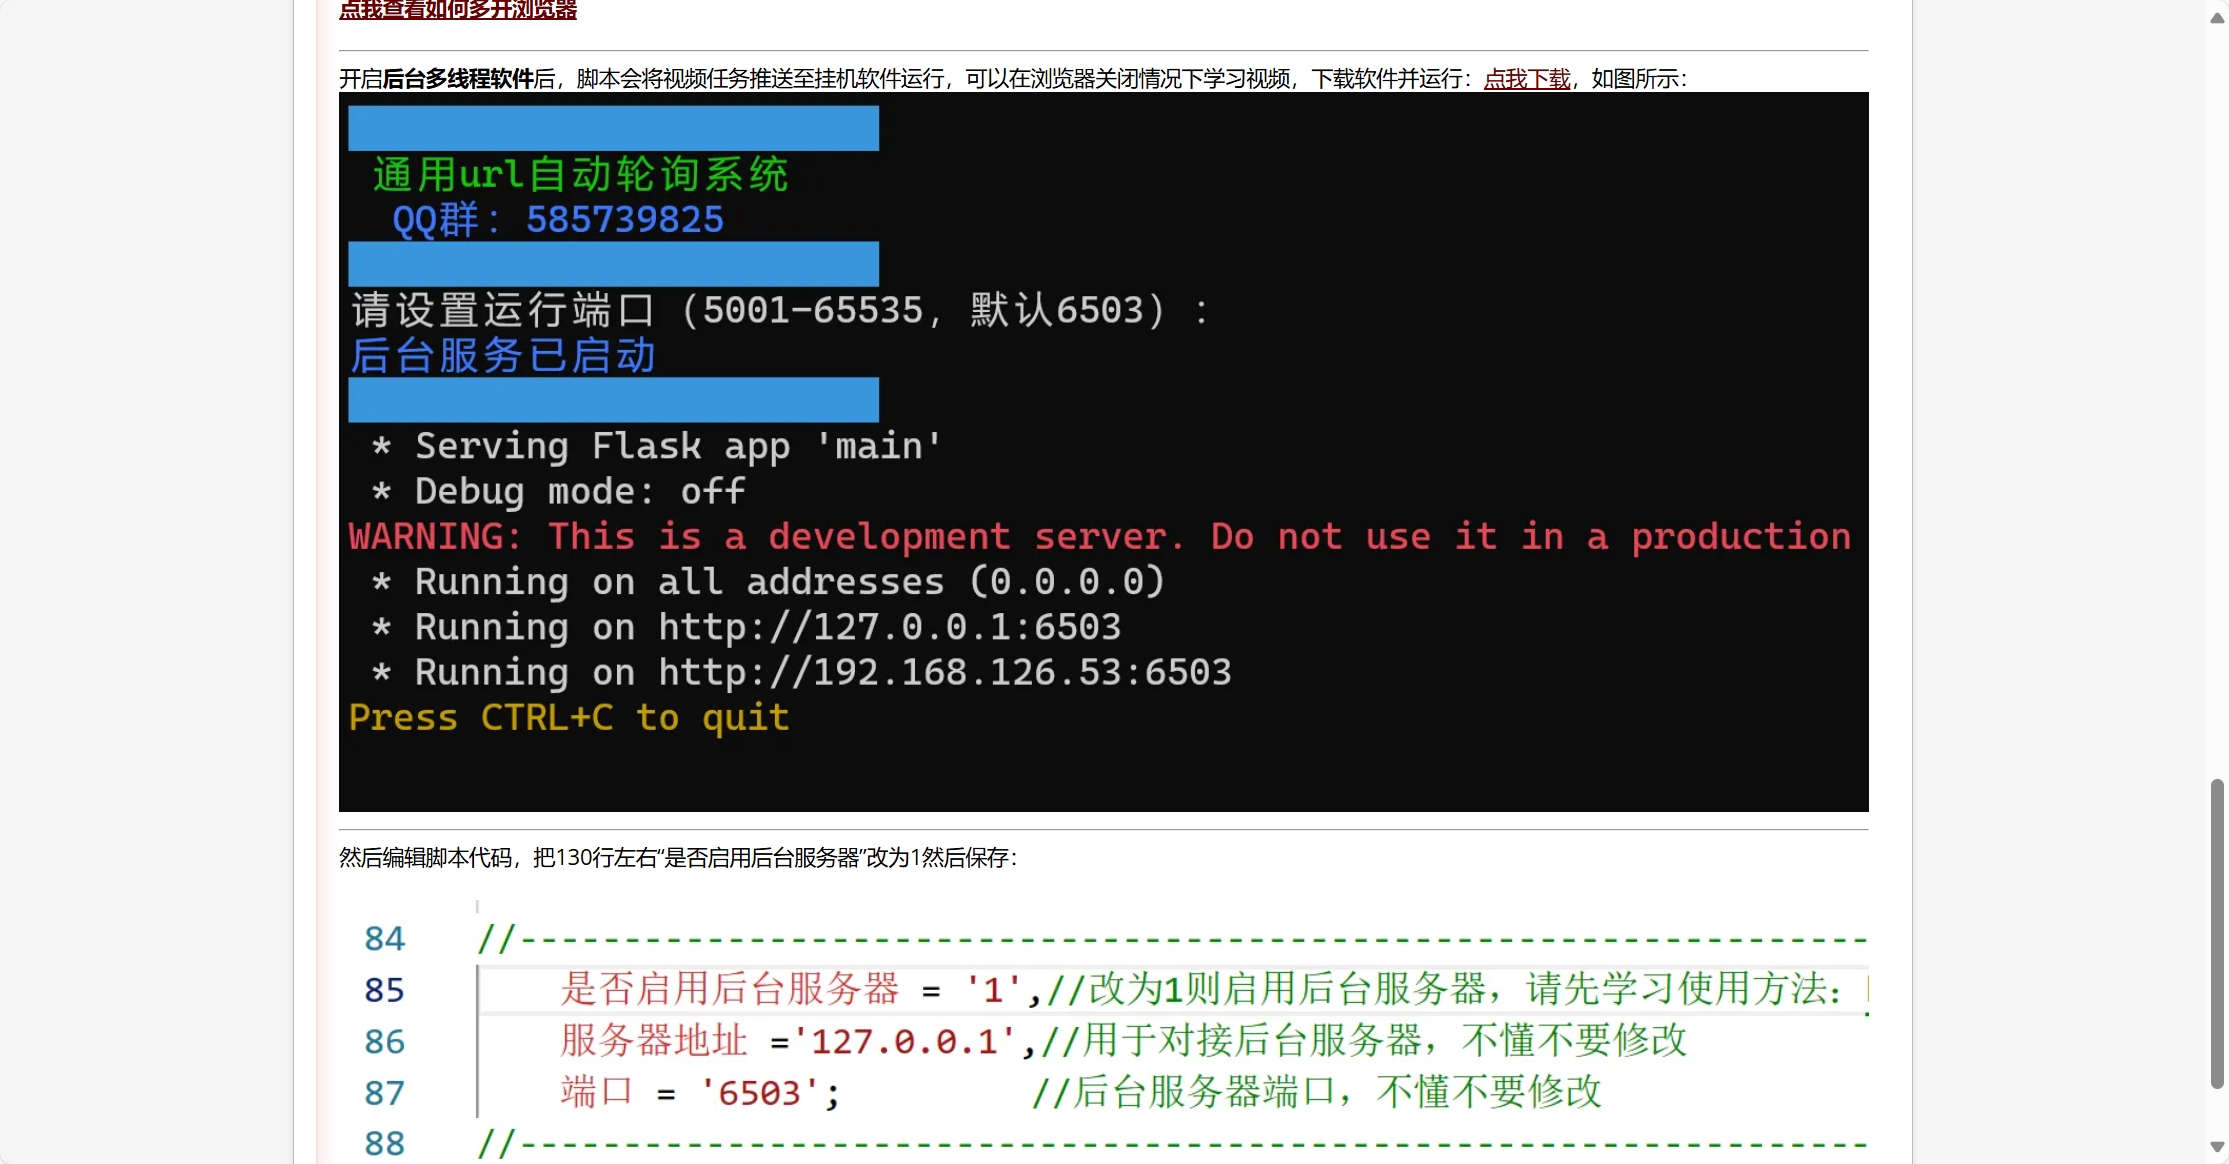 点我查看如何多开浏览器
开启后台多线程软件后，脚本会将视频任务推送至挂机软件运行，可以在浏览器关闭情况下学习视频，下载软件并运行：点我下载，如图所示：
通用url自动轮询系统
QQ群：585739825
请设置运行端口（5001-65535，默认6503）：
后台服务已启动
* Serving Flask app 'main'
* Debug mode: off
WARNING: This is a development server. Do not use it in a production
* Running on all addresses (0.0.0.0)
* Running on http://127.0.0.1:6503
* Running on http://192.168.126.53:6503
Press CTRL+C to quit
然后编辑脚本代码，把130行左右“是否启用后台服务器”改为1然后保存：
84 //----------------------------------------------------------------
85 是否启用后台服务器 = '1',//改为1则启用后台服务器，请先学习使用方法：
86 服务器地址 ='127.0.0.1',//用于对接后台服务器，不懂不要修改
87 端口 = '6503'; //后台服务器端口，不懂不要修改
88 //----------------------------------------------------------------